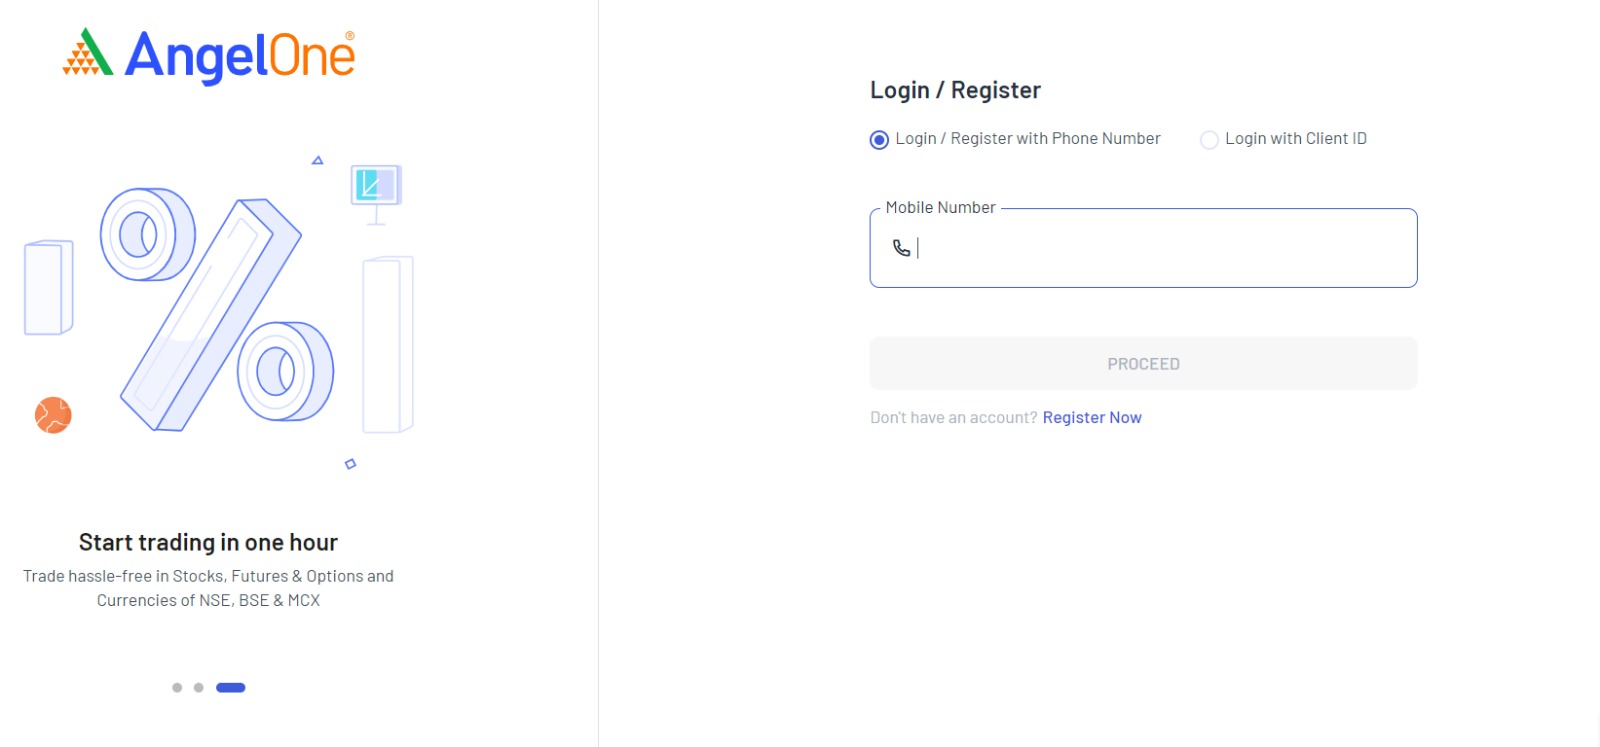 AngelOne®
Start trading in one hour
Trade hassle-free in Stocks, Futures & Options and
Currencies of NSE, BSE & MCX
Login / Register
Login / Register with Phone Number
Login with Client ID
Mobile Number
PROCEED
Don't have an account? Register Now